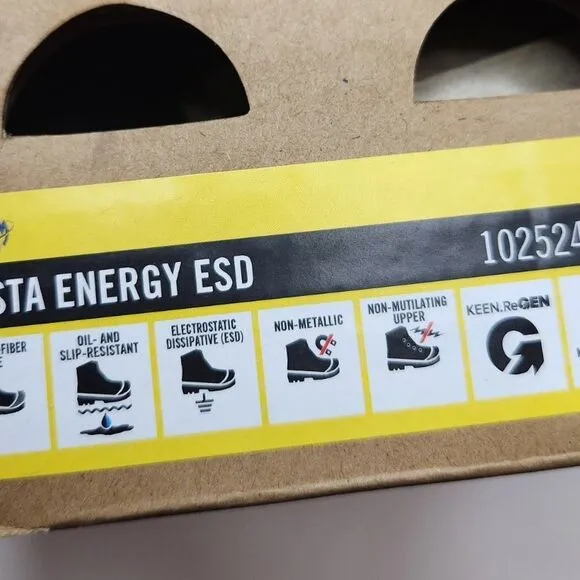 STA ENERGY ESD 102524
-FIBER
E
OIL- AND
SLIP-RESISTANT
ELECTROSTATIC
DISSIPATIVE (ESD)
NON-METALLIC
NON-MUTILATING
UPPER
KEEN.ReGEN